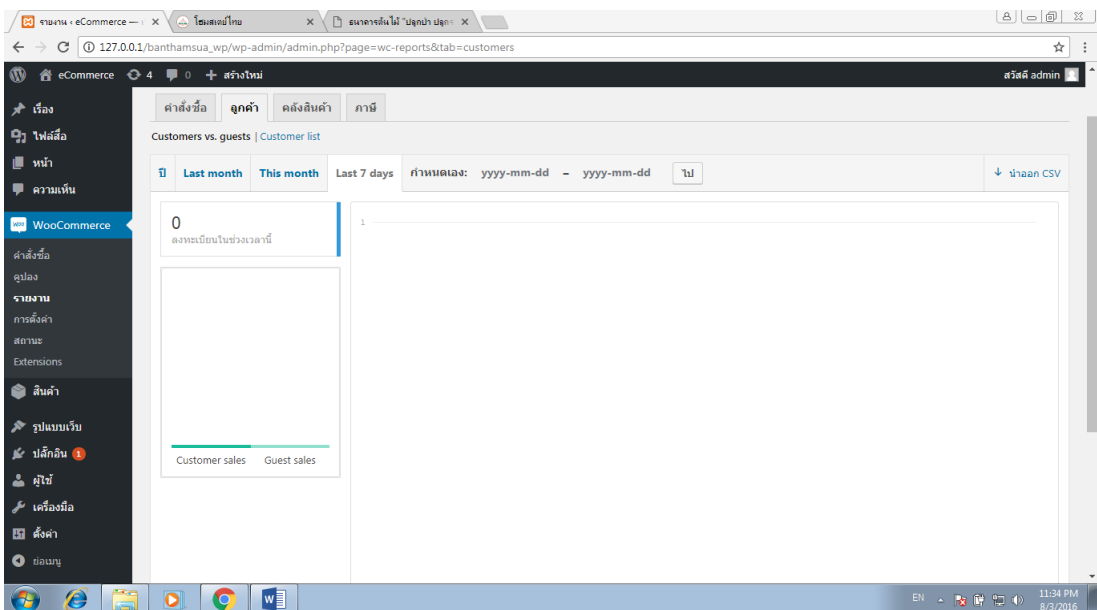 รายงาน ‹ eCommerce —
โฮมสเตย์ไทย
ธนาคารต้นไม้ "ปลูกป่า ปลูกร
127.0.0.1/banthamsua_wp/wp-admin/admin.php?page=wc-reports&tab=customers
eCommerce 4 0 + สร้างใหม่ สวัสดี admin
เรื่อง
ไฟล์สื่อ
หน้า
ความเห็น
WooCommerce
คำสั่งซื้อ
คูปอง
รายงาน
การตั้งค่า
สถานะ
Extensions
สินค้า
รูปแบบเว็บ
ปลั๊กอิน 1
ผู้ใช้
เครื่องมือ
ตั้งค่า
ย่อเมนู
คำสั่งซื้อ ลูกค้า คลังสินค้า ภาษี
Customers vs. guests | Customer list
ปี Last month This month Last 7 days กำหนดเอง: yyyy-mm-dd – yyyy-mm-dd ไป นำออก CSV
0
ลงทะเบียนในช่วงเวลานี้
1
Customer sales Guest sales
EN
11:34 PM
8/3/2016